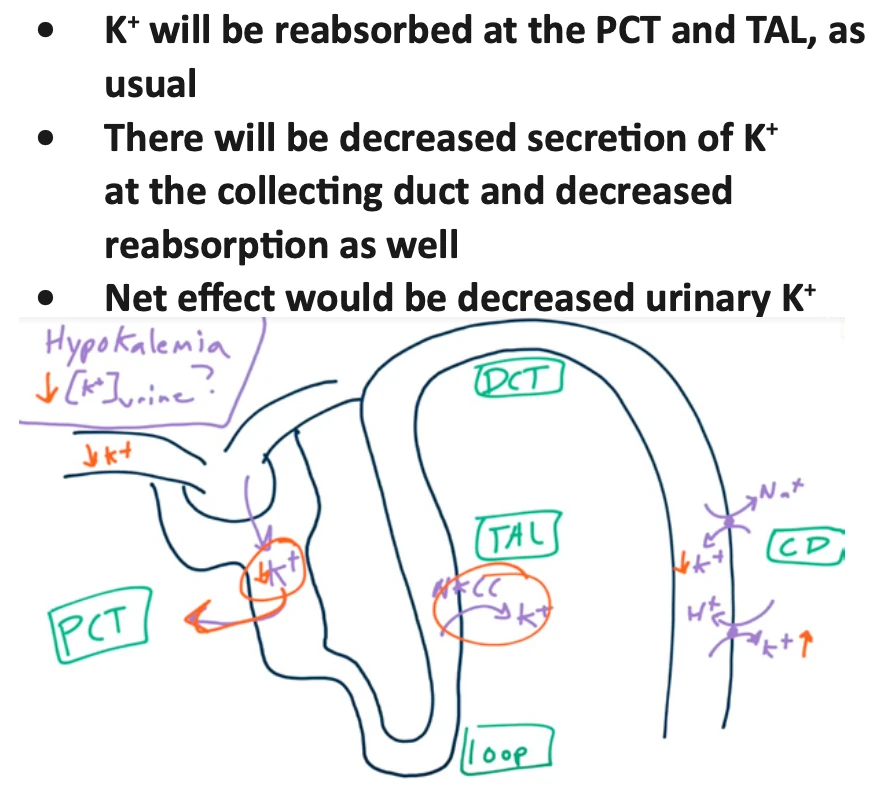 • K⁺ will be reabsorbed at the PCT and TAL, as
usual
• There will be decreased secretion of K⁺
at the collecting duct and decreased
reabsorption as well
• Net effect would be decreased urinary K⁺
Hypokalemia
↓[K⁺]urine?
↓K+
DCT
Na+
TAL
CD
↓K+
↓K+
NKCC
K+
H+
PCT
K+↑
loop